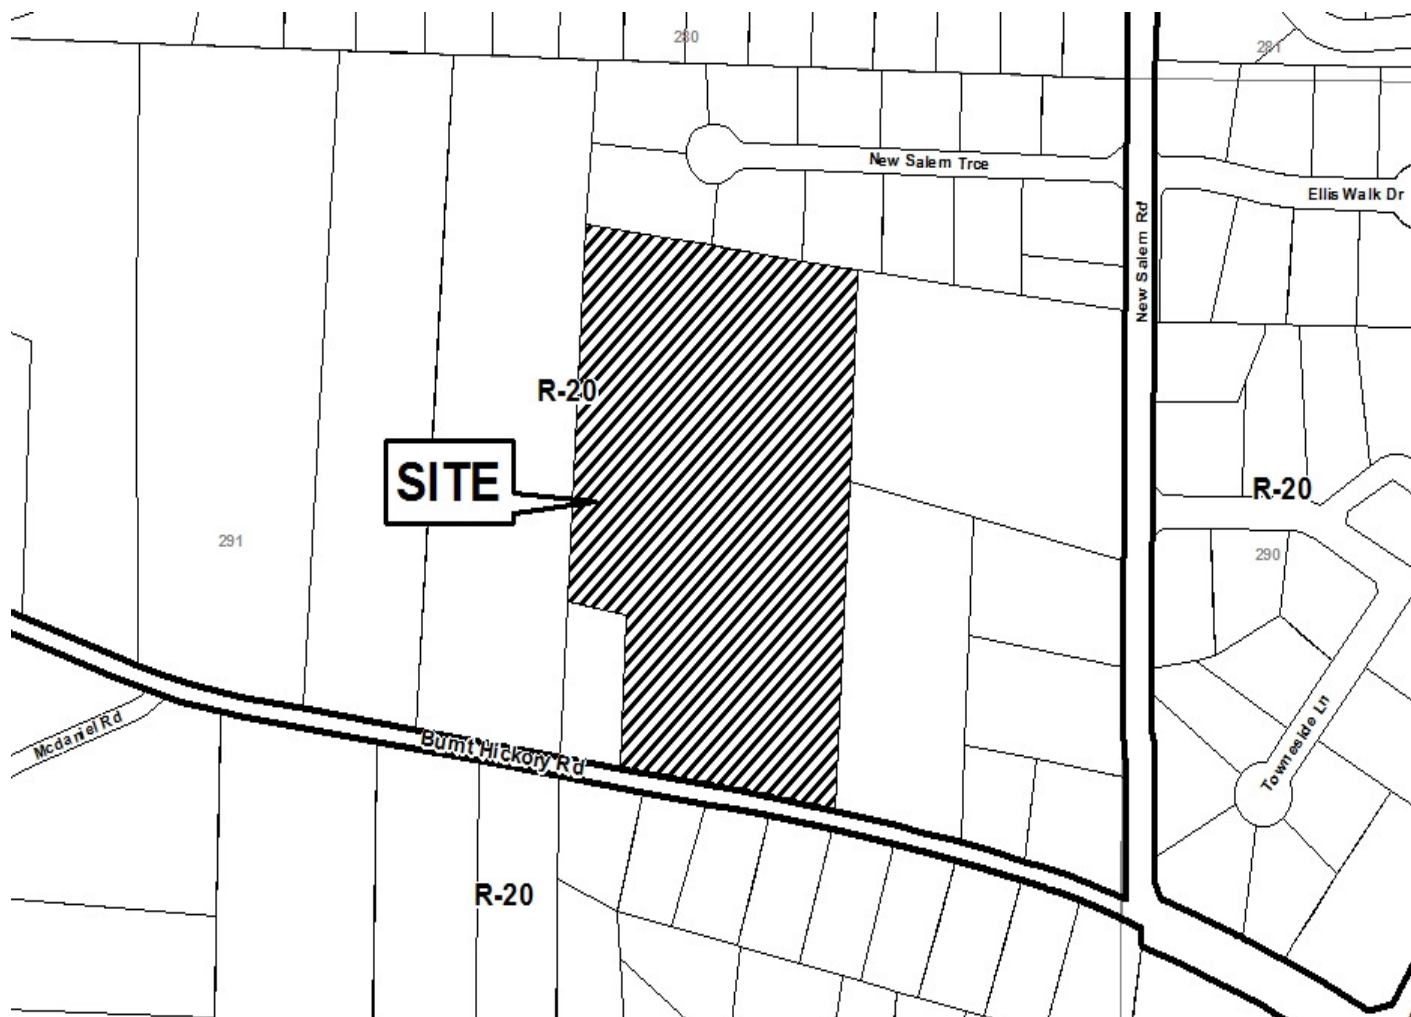 280
281
New Salem Trce
Ellis Walk Dr
New Salem Rd
R-20
SITE
R-20
291
290
Mcdaniel Rd
Burnt Hickory Rd
Towneside Ln
R-20